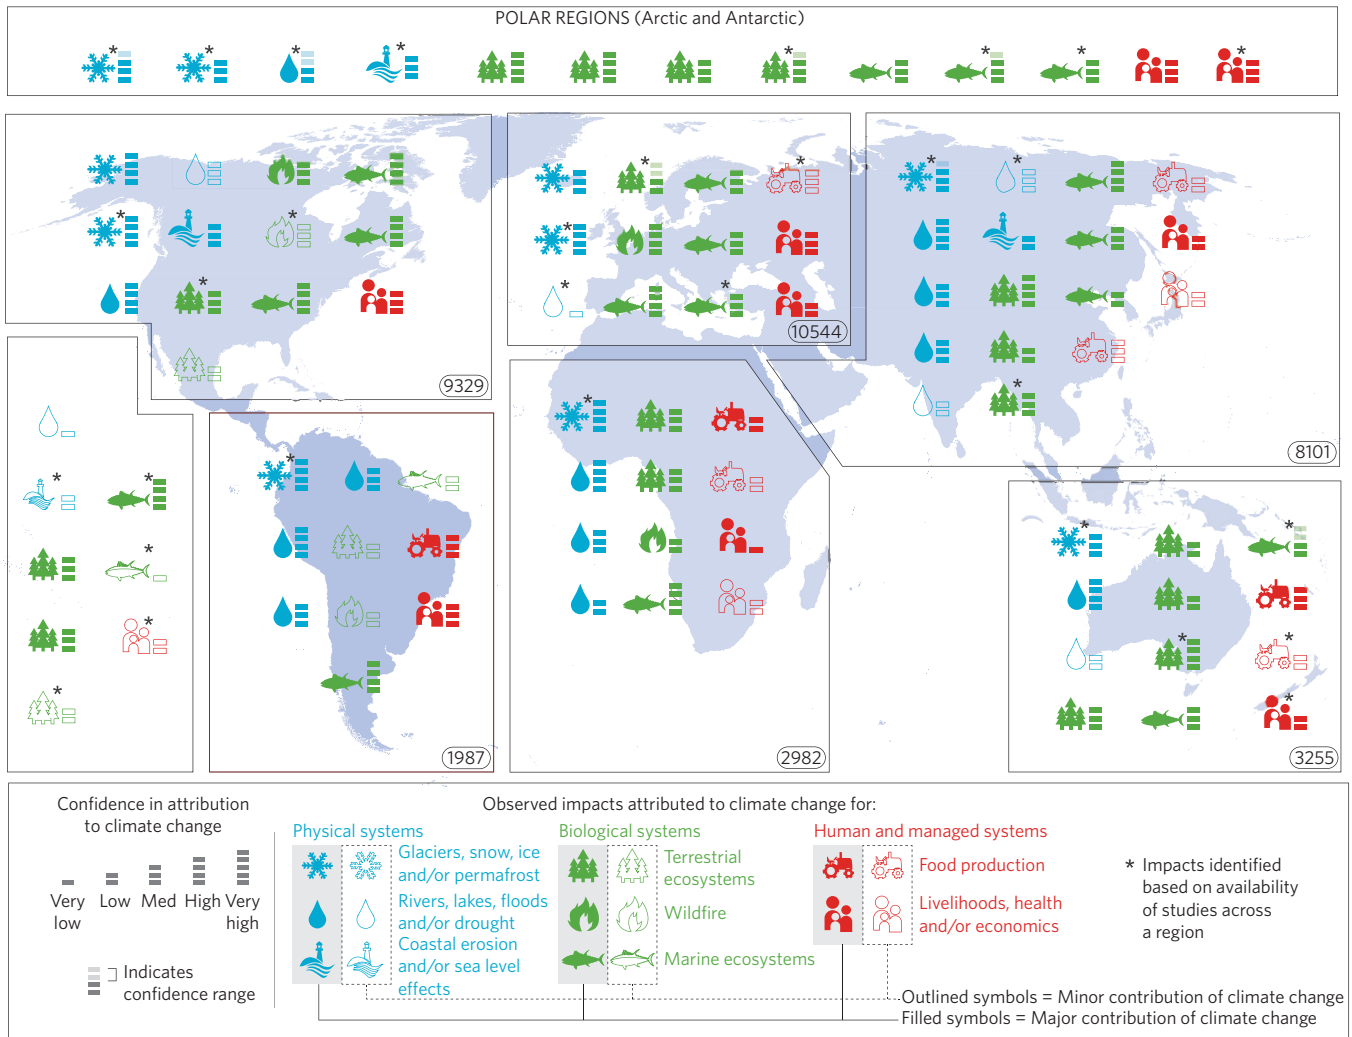 POLAR REGIONS (Arctic and Antarctic)
9329
10544
8101
1987
2982
3255
Confidence in attribution
to climate change
Very
low
Low
Med
High
Very
high
Indicates
confidence range
Observed impacts attributed to climate change for:
Physical systems
Glaciers, snow, ice
and/or permafrost
Rivers, lakes, floods
and/or drought
Coastal erosion
and/or sea level
effects
Biological systems
Terrestrial
ecosystems
Wildfire
Marine ecosystems
Human and managed systems
Food production
Livelihoods, health
and/or economics
* Impacts identified
based on availability
of studies across
a region
Outlined symbols = Minor contribution of climate change
Filled symbols = Major contribution of climate change